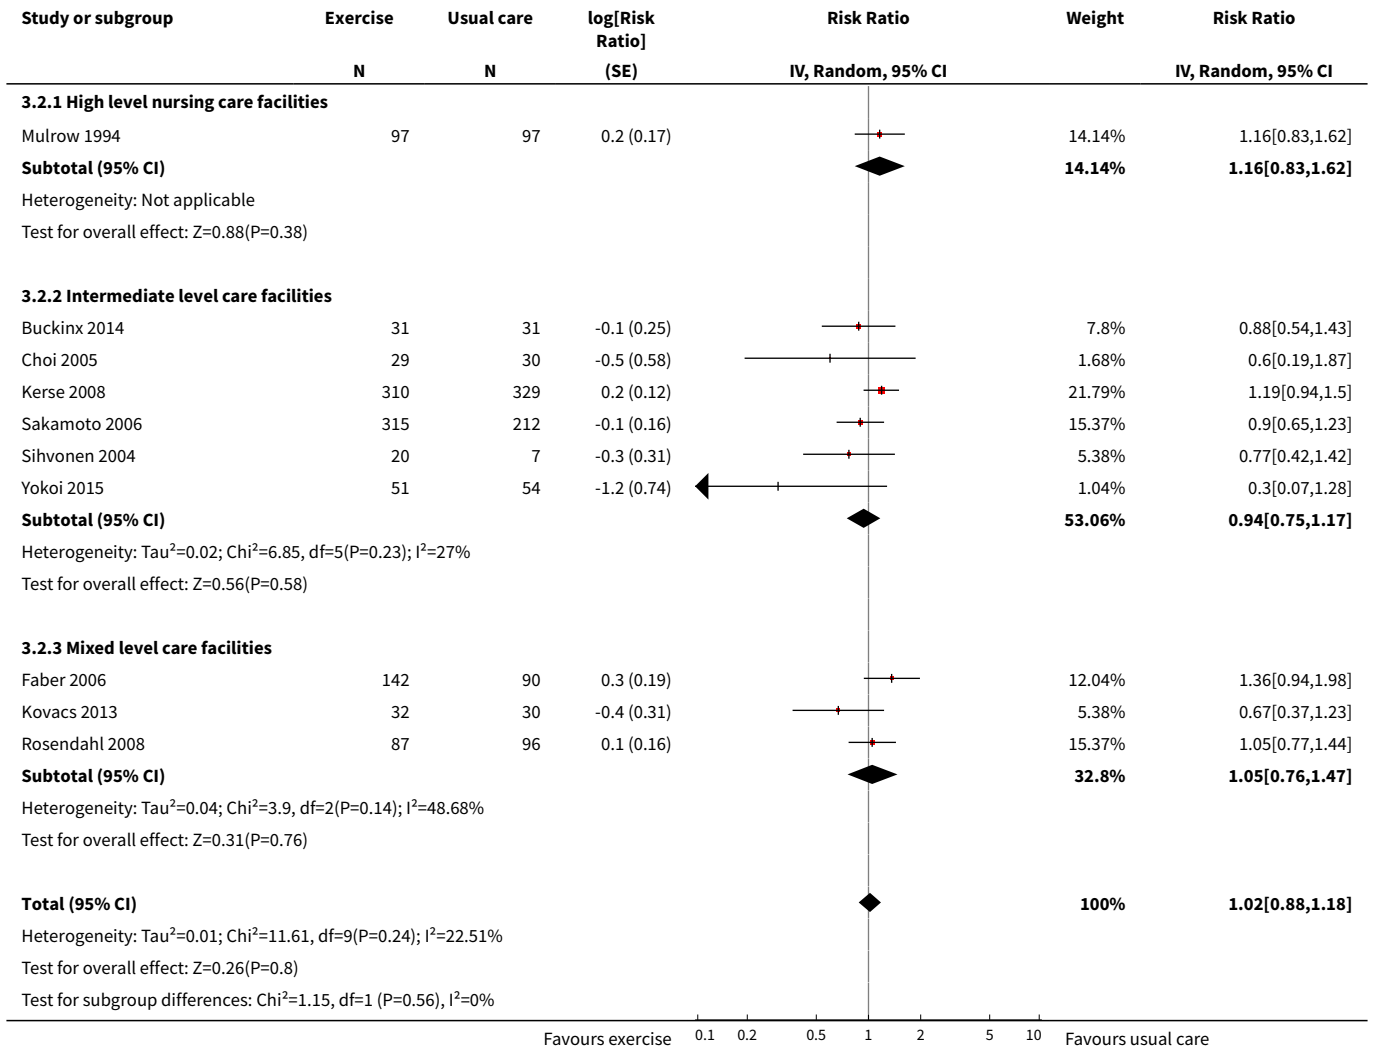 Study or subgroup Exercise Usual care log[Risk Ratio] Risk Ratio Weight Risk Ratio
N N (SE) IV, Random, 95% CI IV, Random, 95% CI
3.2.1 High level nursing care facilities
Mulrow 1994 97 97 0.2 (0.17) 14.14% 1.16[0.83,1.62]
Subtotal (95% CI) 14.14% 1.16[0.83,1.62]
Heterogeneity: Not applicable
Test for overall effect: Z=0.88(P=0.38)
3.2.2 Intermediate level care facilities
Buckinx 2014 31 31 -0.1 (0.25) 7.8% 0.88[0.54,1.43]
Choi 2005 29 30 -0.5 (0.58) 1.68% 0.6[0.19,1.87]
Kerse 2008 310 329 0.2 (0.12) 21.79% 1.19[0.94,1.5]
Sakamoto 2006 315 212 -0.1 (0.16) 15.37% 0.9[0.65,1.23]
Sihvonen 2004 20 7 -0.3 (0.31) 5.38% 0.77[0.42,1.42]
Yokoi 2015 51 54 -1.2 (0.74) 1.04% 0.3[0.07,1.28]
Subtotal (95% CI) 53.06% 0.94[0.75,1.17]
Heterogeneity: Tau²=0.02; Chi²=6.85, df=5(P=0.23); I²=27%
Test for overall effect: Z=0.56(P=0.58)
3.2.3 Mixed level care facilities
Faber 2006 142 90 0.3 (0.19) 12.04% 1.36[0.94,1.98]
Kovacs 2013 32 30 -0.4 (0.31) 5.38% 0.67[0.37,1.23]
Rosendahl 2008 87 96 0.1 (0.16) 15.37% 1.05[0.77,1.44]
Subtotal (95% CI) 32.8% 1.05[0.76,1.47]
Heterogeneity: Tau²=0.04; Chi²=3.9, df=2(P=0.14); I²=48.68%
Test for overall effect: Z=0.31(P=0.76)
Total (95% CI) 100% 1.02[0.88,1.18]
Heterogeneity: Tau²=0.01; Chi²=11.61, df=9(P=0.24); I²=22.51%
Test for overall effect: Z=0.26(P=0.8)
Test for subgroup differences: Chi²=1.15, df=1 (P=0.56), I²=0%
Favours exercise 0.1 0.2 0.5 1 2 5 10 Favours usual care